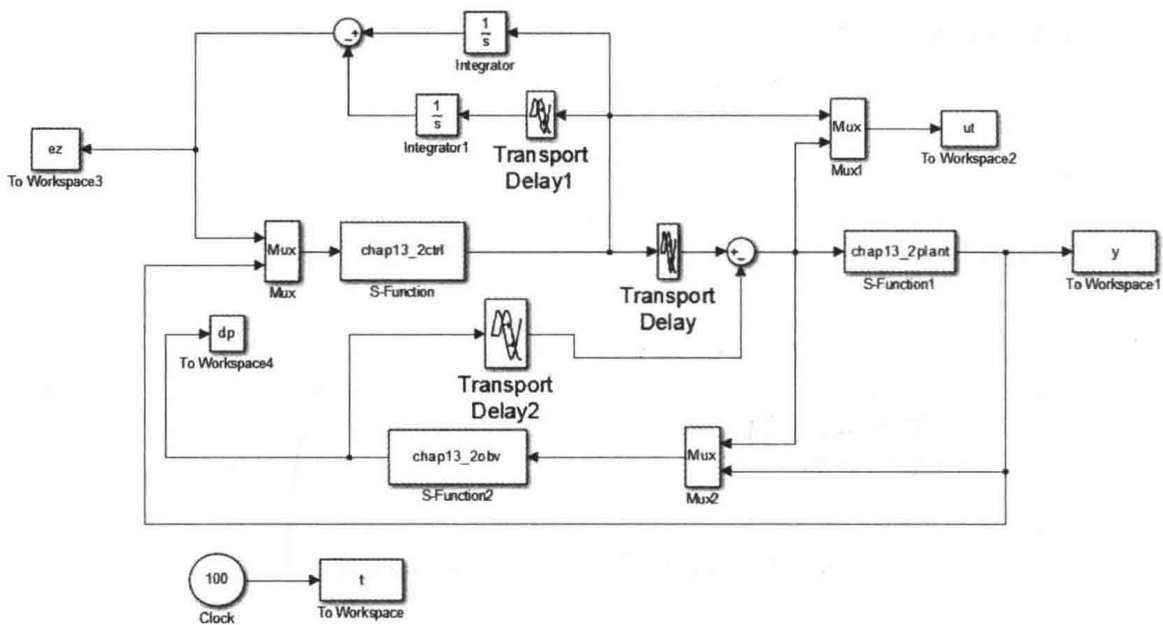 1
s
Integrator
1
s
Integrator1
Transport
Delay1
Mux
Mux1
ut
To Workspace2
ez
To Workspace3
Mux
Mux
chap13_2ctrl
S-Function
Transport
Delay
chap13_2plant
S-Function1
y
To Workspace1
dp
To Workspace4
Transport
Delay2
chap13_2obv
S-Function2
Mux
Mux2
100
Clock
t
To Workspace